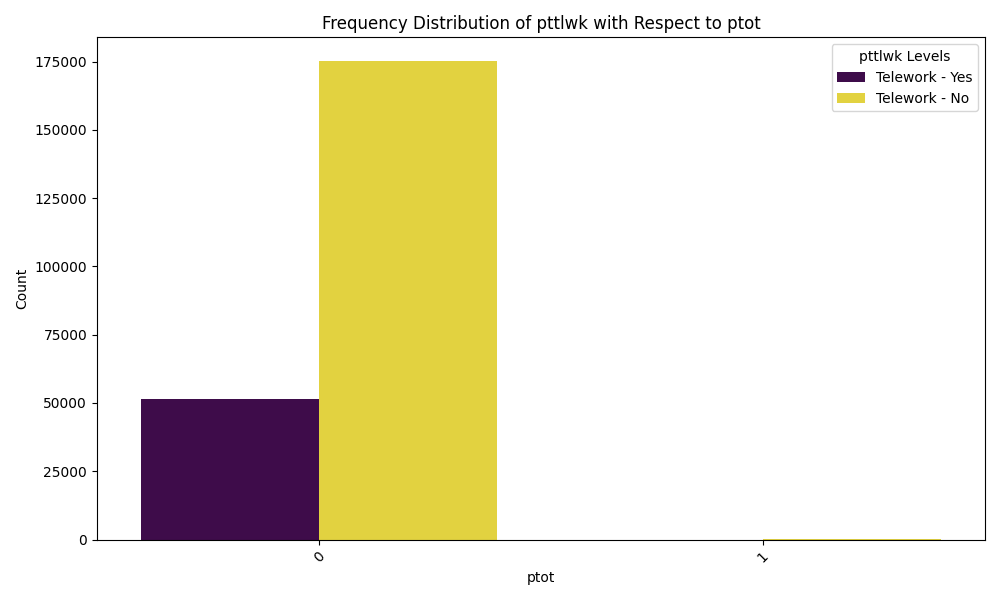 Frequency Distribution of pttlwk with Respect to ptot
pttlwk Levels
Telework - Yes
Telework - No
175000
150000
125000
100000
75000
50000
25000
0
Count
0
1
ptot